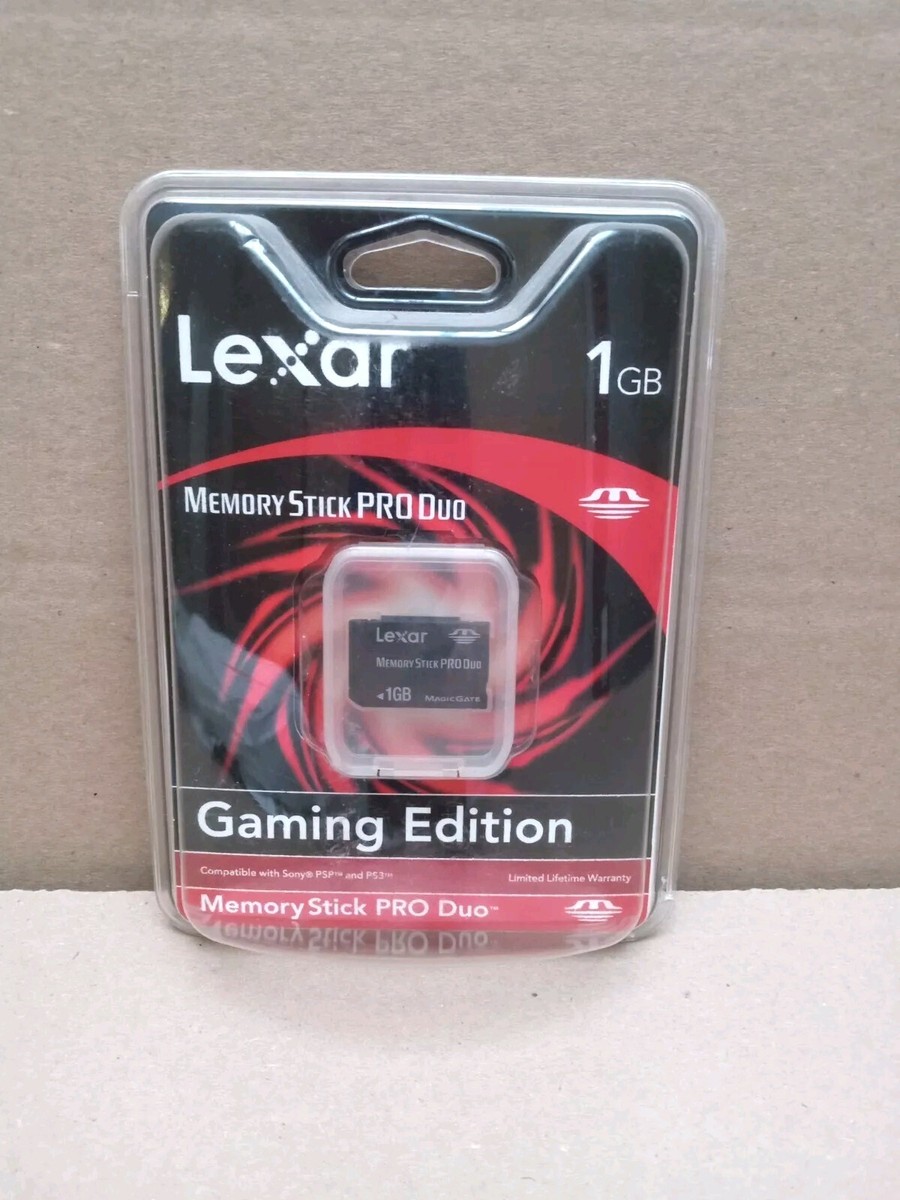 Lexar
1GB
MEMORY STICK PRO DUO
Lexar
MEMORY STICK PRO DUO
◄1GB MAGICGATE
Gaming Edition
Compatible with Sony® PSP™ and PS3™ Limited Lifetime Warranty
Memory Stick PRO Duo™